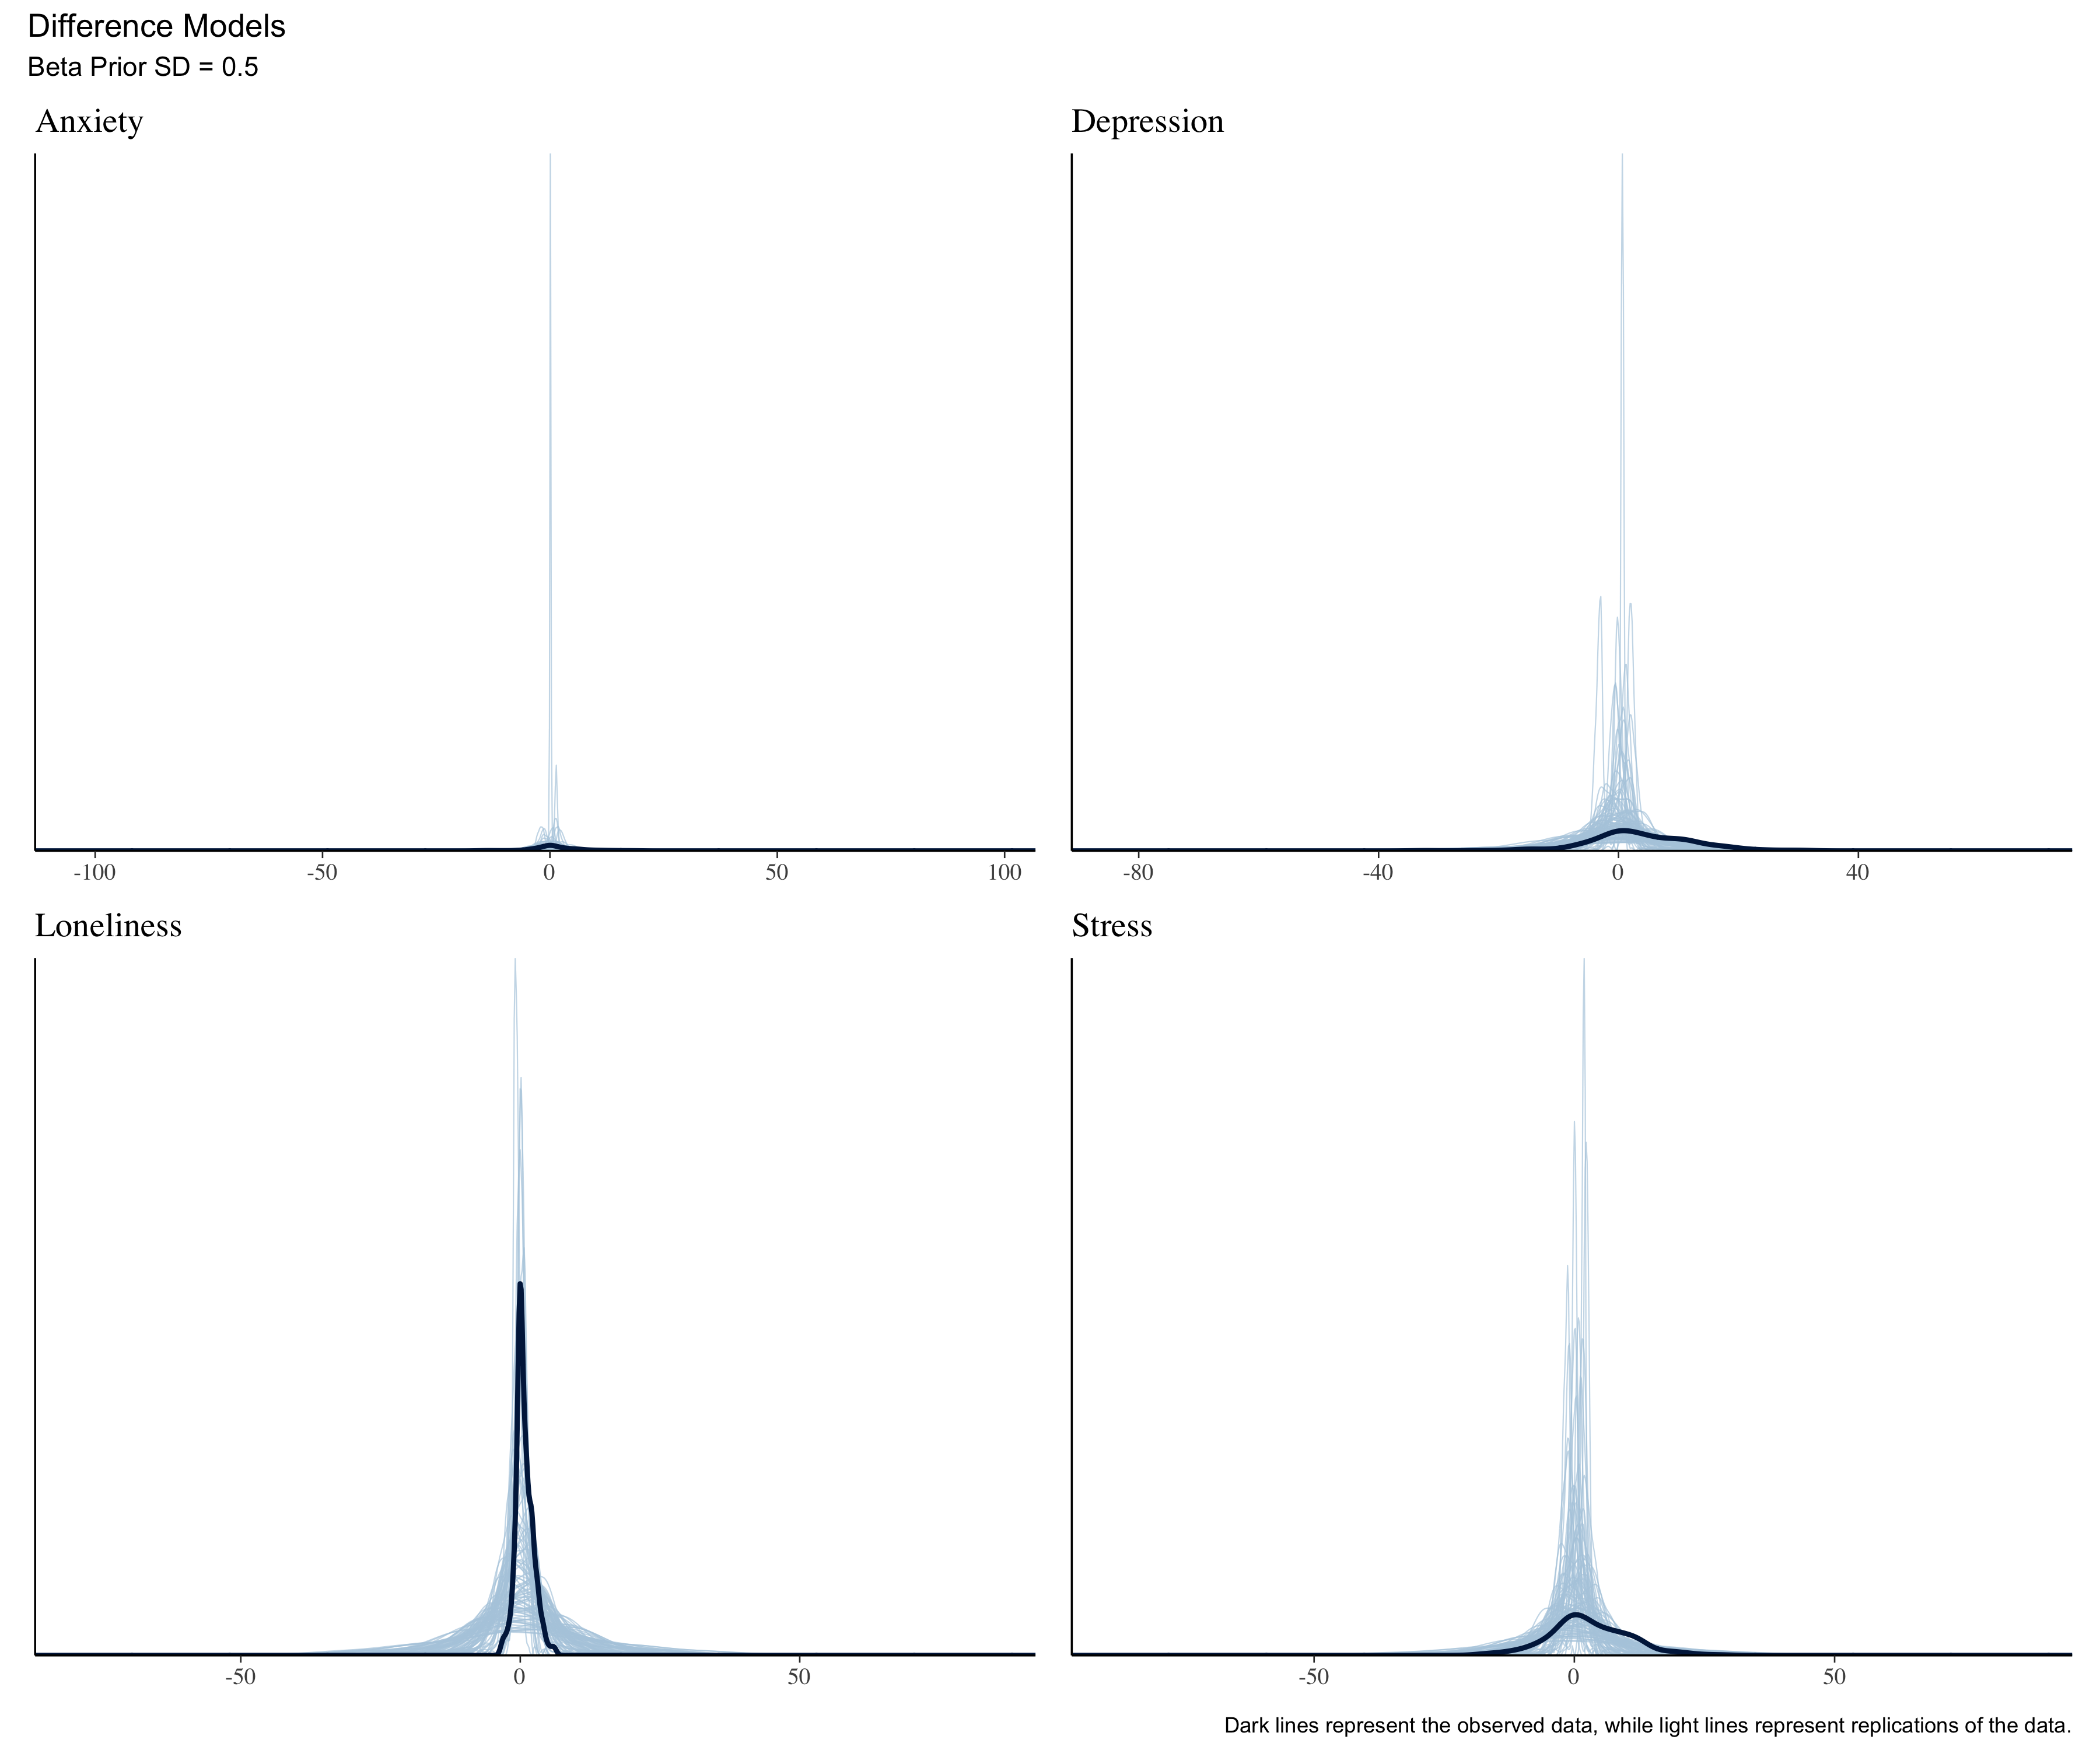 Difference Models
Beta Prior SD = 0.5
Anxiety
Depression
-100 -50 0 50 100
-80 -40 0 40
Loneliness
Stress
-50 0 50
-50 0 50
Dark lines represent the observed data, while light lines represent replications of the data.